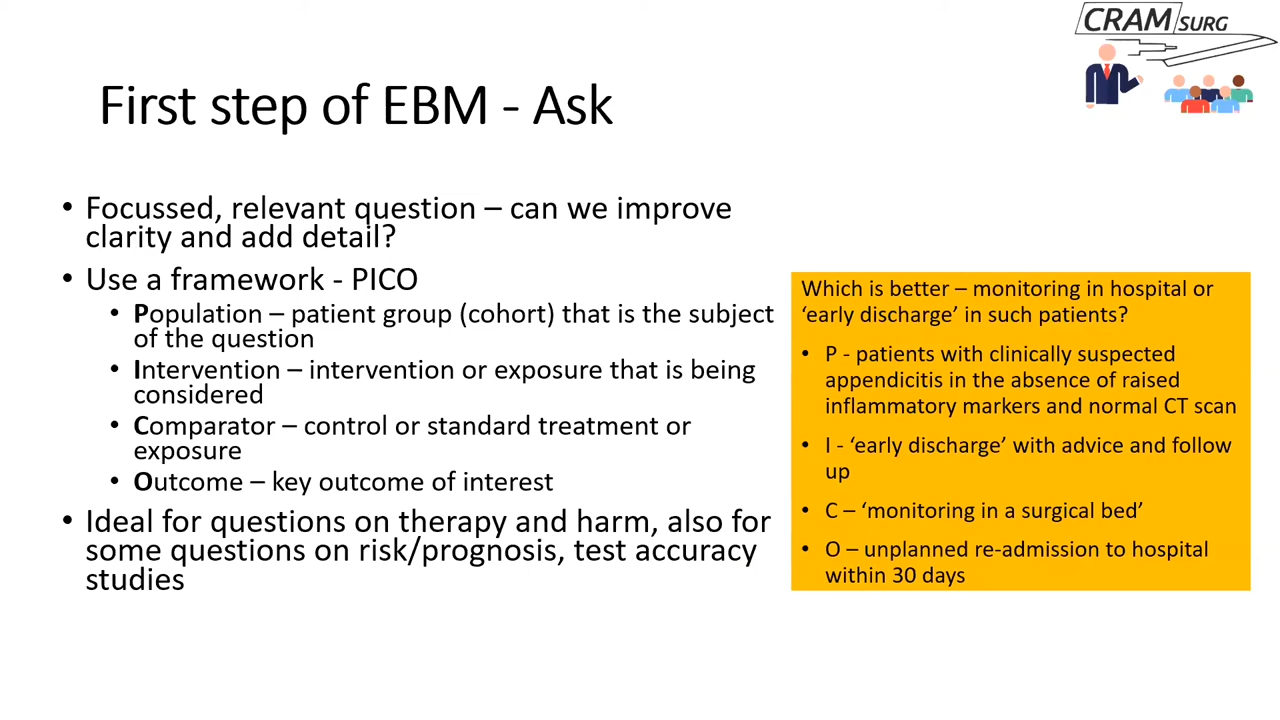 CRAM SURG
First step of EBM - Ask
• Focussed, relevant question – can we improve
clarity and add detail?
• Use a framework - PICO
• Population – patient group (cohort) that is the subject
of the question
• Intervention – intervention or exposure that is being
considered
• Comparator – control or standard treatment or
exposure
• Outcome – key outcome of interest
• Ideal for questions on therapy and harm, also for
some questions on risk/prognosis, test accuracy
studies
Which is better – monitoring in hospital or
‘early discharge’ in such patients?
• P - patients with clinically suspected
appendicitis in the absence of raised
inflammatory markers and normal CT scan
• I - ‘early discharge’ with advice and follow
up
• C – ‘monitoring in a surgical bed’
• O – unplanned re-admission to hospital
within 30 days